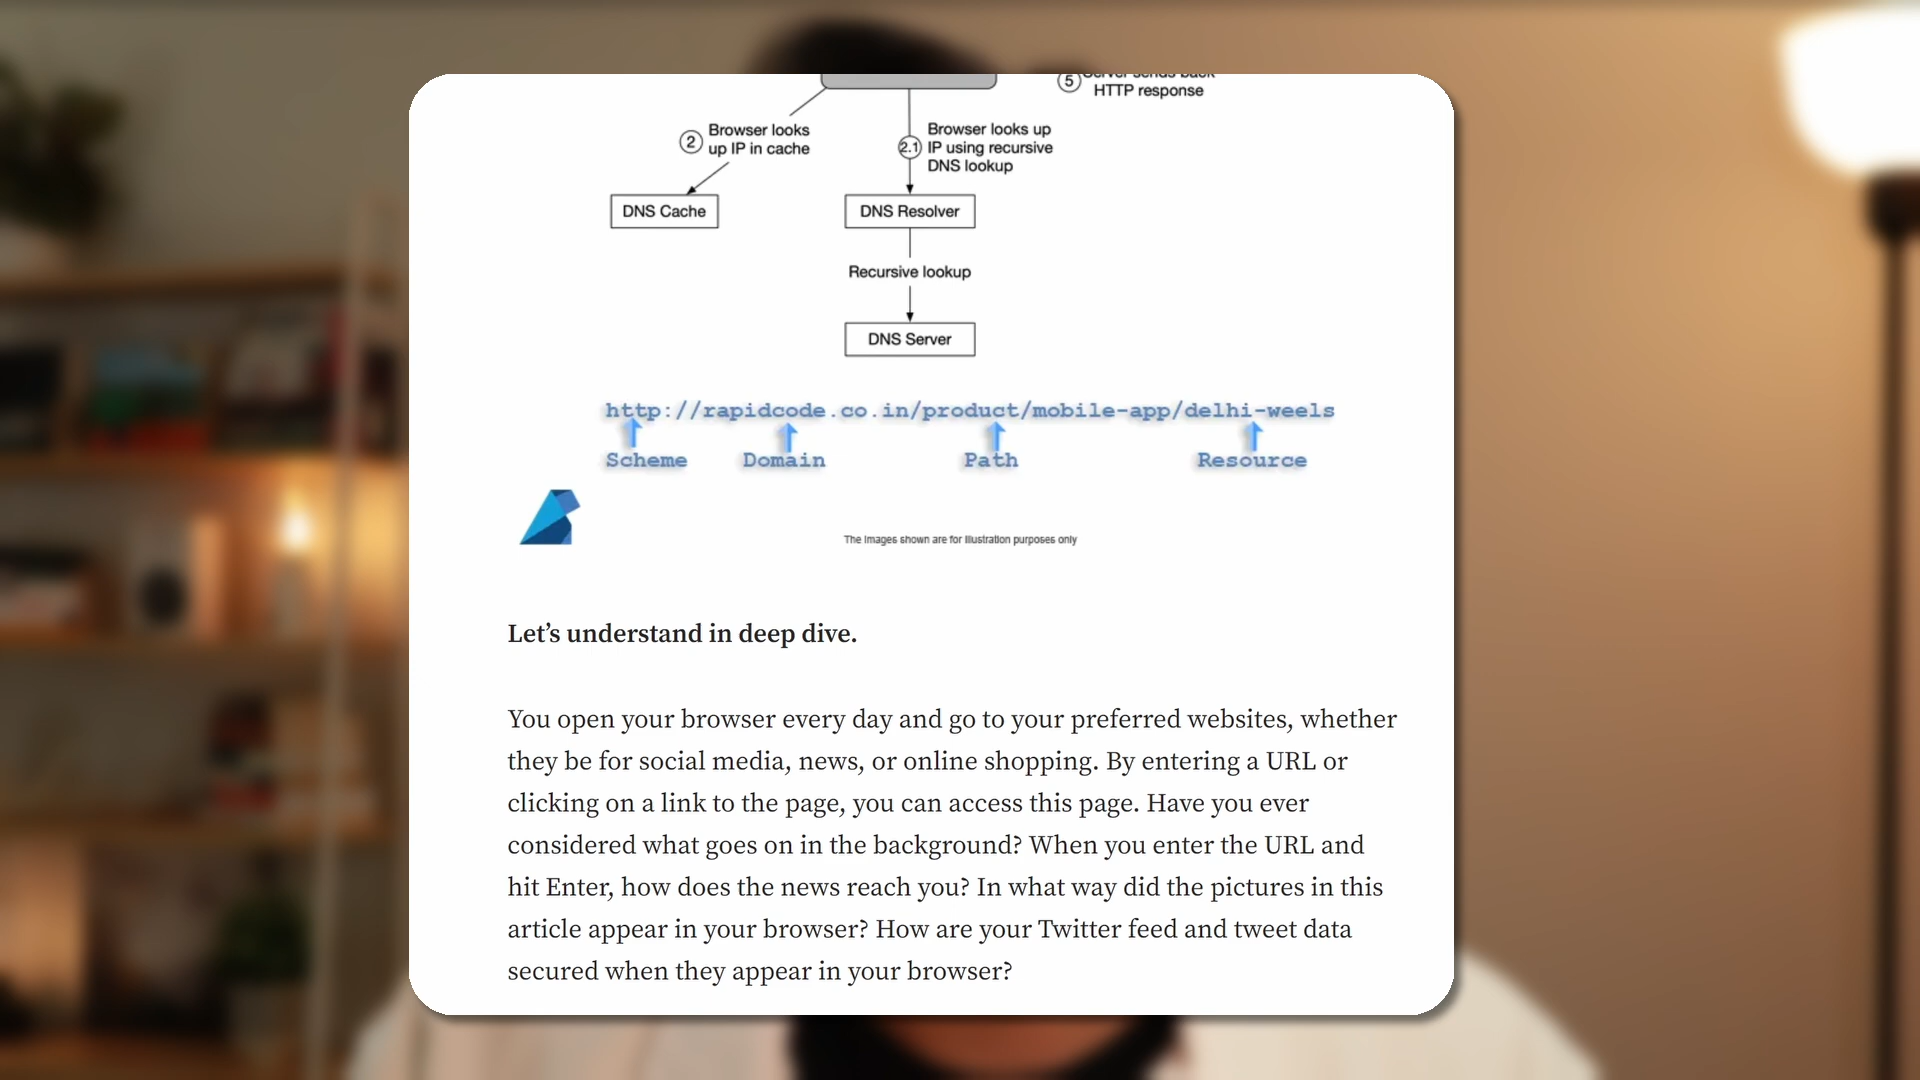 5 Server sends back
HTTP response
2 Browser looks
up IP in cache
2.1 Browser looks up
IP using recursive
DNS lookup
DNS Cache
DNS Resolver
Recursive lookup
DNS Server
http://rapidcode.co.in/product/mobile-app/delhi-weels
Scheme Domain Path Resource
The images shown are for illustration purposes only
Let’s understand in deep dive.
You open your browser every day and go to your preferred websites, whether
they be for social media, news, or online shopping. By entering a URL or
clicking on a link to the page, you can access this page. Have you ever
considered what goes on in the background? When you enter the URL and
hit Enter, how does the news reach you? In what way did the pictures in this
article appear in your browser? How are your Twitter feed and tweet data
secured when they appear in your browser?